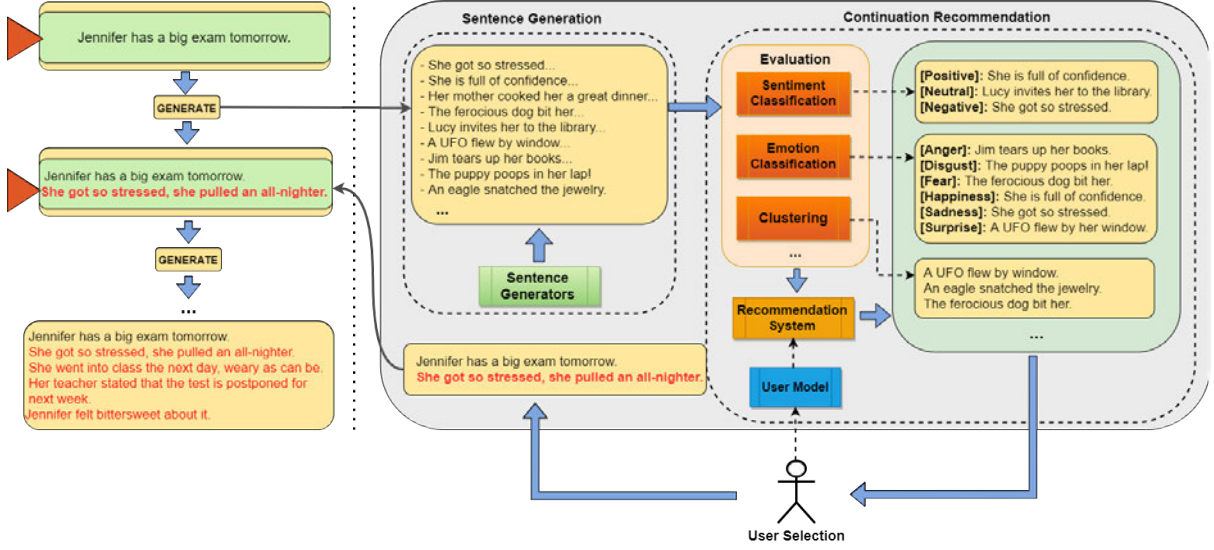 Jennifer has a big exam tomorrow.
GENERATE
Jennifer has a big exam tomorrow.
She got so stressed, she pulled an all-nighter.
GENERATE
...
Jennifer has a big exam tomorrow.
She got so stressed, she pulled an all-nighter.
She went into class the next day, weary as can be.
Her teacher stated that the test is postponed for
next week.
Jennifer felt bittersweet about it.
Sentence Generation
- She got so stressed...
- She is full of confidence...
- Her mother cooked her a great dinner...
- The ferocious dog bit her...
- Lucy invites her to the library...
- A UFO flew by window...
- Jim tears up her books...
- The puppy poops in her lap...
- An eagle snatched the jewelry.
...
Sentence
Generators
Jennifer has a big exam tomorrow.
She got so stressed, she pulled an all-nighter.
Continuation Recommendation
Evaluation
Sentiment
Classification
Emotion
Classification
Clustering
...
Recommendation
System
User Model
[Positive]: She is full of confidence.
[Neutral]: Lucy invites her to the library.
[Negative]: She got so stressed.
[Anger]: Jim tears up her books.
[Disgust]: The puppy poops in her lap!
[Fear]: The ferocious dog bit her.
[Happiness]: She is full of confidence.
[Sadness]: She got so stressed.
[Surprise]: A UFO flew by her window.
A UFO flew by window.
An eagle snatched the jewelry.
The ferocious dog bit her.
...
User Selection